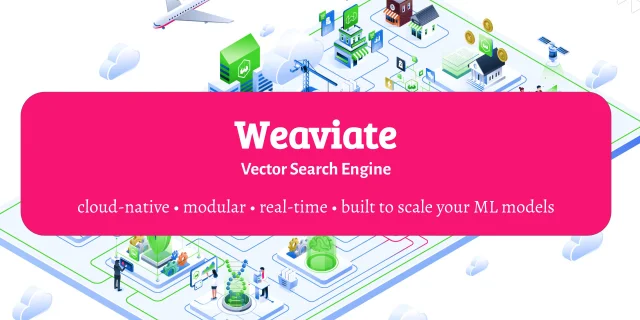 Weaviate
Vector Search Engine
cloud-native • modular • real-time • built to scale your ML models